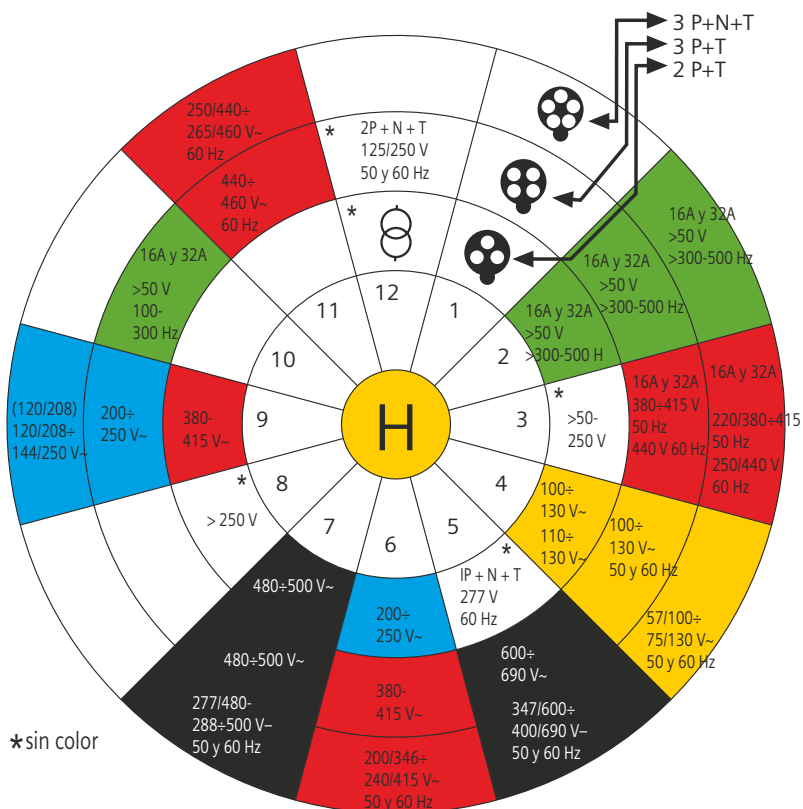 3 P+N+T
3 P+T
2 P+T
250/440÷
265/460 V~
60 Hz
440÷
460 V~
60 Hz
*
2P + N + T
125/250 V
50 y 60 Hz
*
16A y 32A
>50 V
>300-500 Hz
16A y 32A
>50 V
>300-500 Hz
16A y 32A
>50 V
>300-500 H
16A y 32A
>50 V
100-
300 Hz
12
1
2
3
4
5
6
7
8
9
10
11
H
(120/208)
120/208÷
144/250 V~
200÷
250 V~
380-
415 V~
*
>50-
250 V
16A y 32A
380÷415 V
50 Hz
440 V 60 Hz
16A y 32A
220/380÷415
50 Hz
250/440 V
60 Hz
*
> 250 V
100÷
130 V~
110÷
130 V~
100÷
130 V~
50 y 60 Hz
57/100÷
75/130 V~
50 y 60 Hz
*
IP + N + T
277 V
60 Hz
480÷500 V~
480÷500 V~
277/480-
288÷500 V–
50 y 60 Hz
200÷
250 V~
380-
415 V~
200/346÷
240/415 V~
50 y 60 Hz
600÷
690 V~
347/600÷
400/690 V–
50 y 60 Hz
*sin color